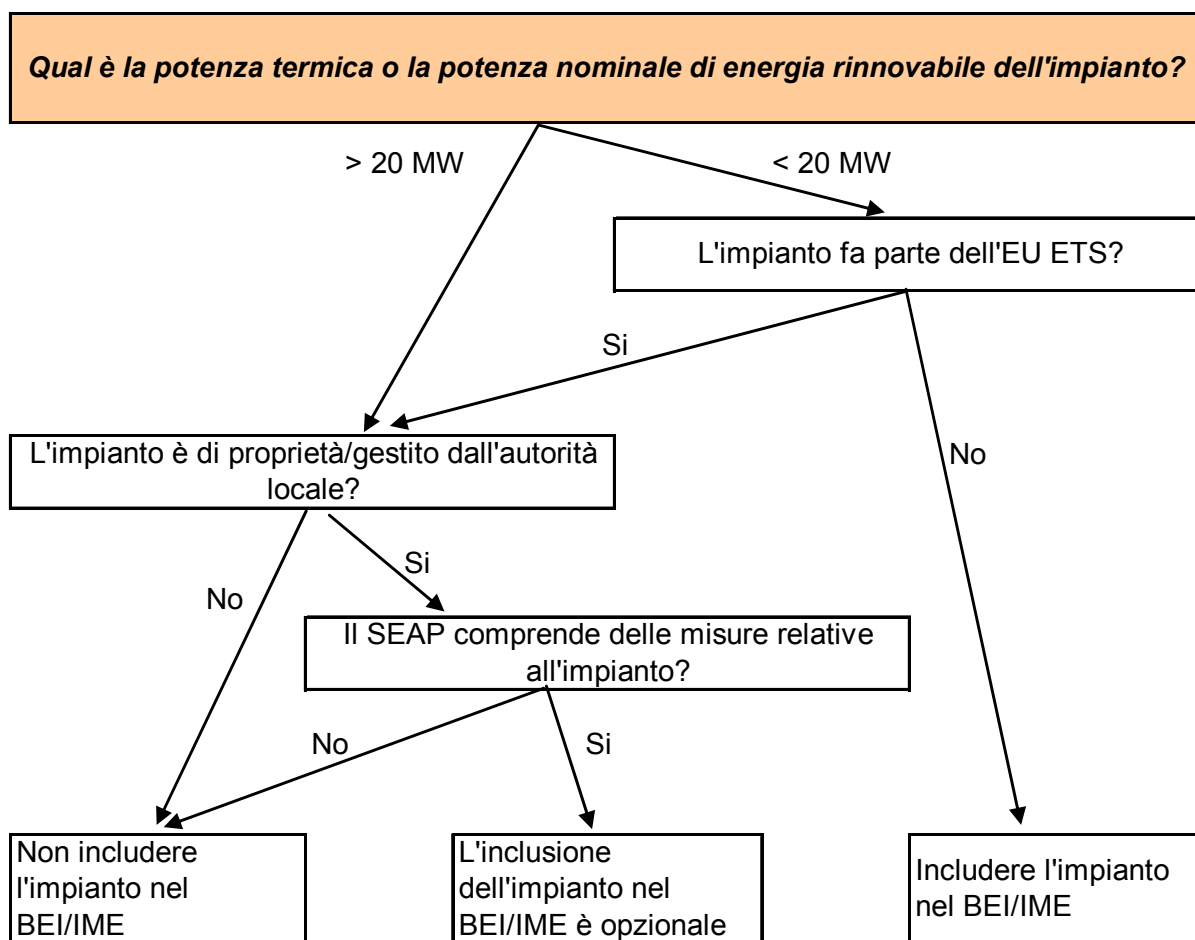 Qual è la potenza termica o la potenza nominale di energia rinnovabile dell'impianto?
> 20 MW
< 20 MW
L'impianto fa parte dell'EU ETS?
Si
L'impianto è di proprietà/gestito dall'autorità
locale?
No
Si
No
Il SEAP comprende delle misure relative
all'impianto?
No
Si
Non includere
l'impianto nel
BEI/IME
L'inclusione
dell'impianto nel
BEI/IME è opzionale
Includere l'impianto
nel BEI/IME